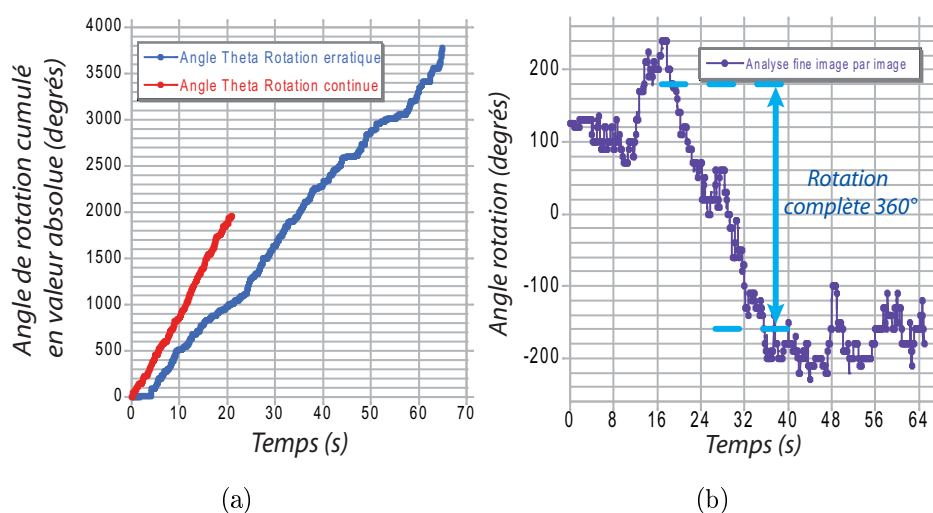 4000
3500
3000
2500
2000
1500
1000
500
0
Angle de rotation cumulé
en valeur absolue (degrés)
Angle Theta Rotation erratique
Angle Theta Rotation continue
0 10 20 30 40 50 60 70
Temps (s)
(a)
200
100
0
-100
-200
Angle rotation (degrés)
Analyse fine image par image
Rotation
complète 360°
0 8 16 24 32 40 48 56 64
Temps (s)
(b)